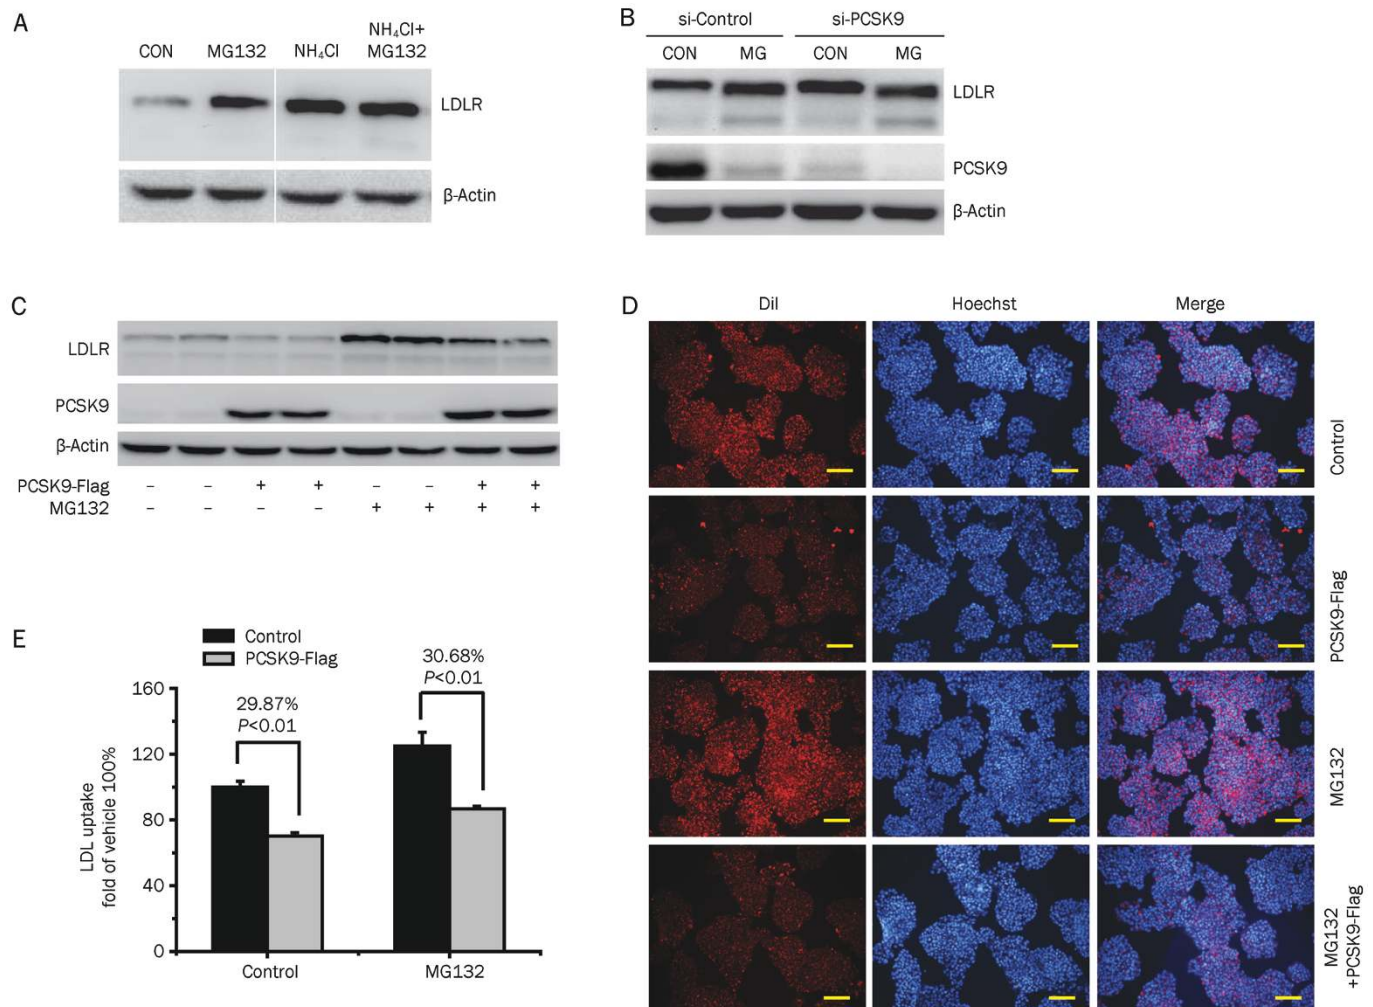 A
CON MG132 NH₄Cl NH₄Cl+
MG132
LDLR
β-Actin
B
si-Control si-PCSK9
CON MG CON MG
LDLR
PCSK9
β-Actin
C
LDLR
PCSK9
β-Actin
PCSK9-Flag – – + + – – + +
MG132 – – – – + + + +
D
DiI Hoechst Merge
Control
PCSK9-Flag
MG132
MG132
+PCSK9-Flag
E
Control
PCSK9-Flag
29.87%
P<0.01
30.68%
P<0.01
LDL uptake
fold of vehicle 100%
160
120
80
40
0
Control MG132